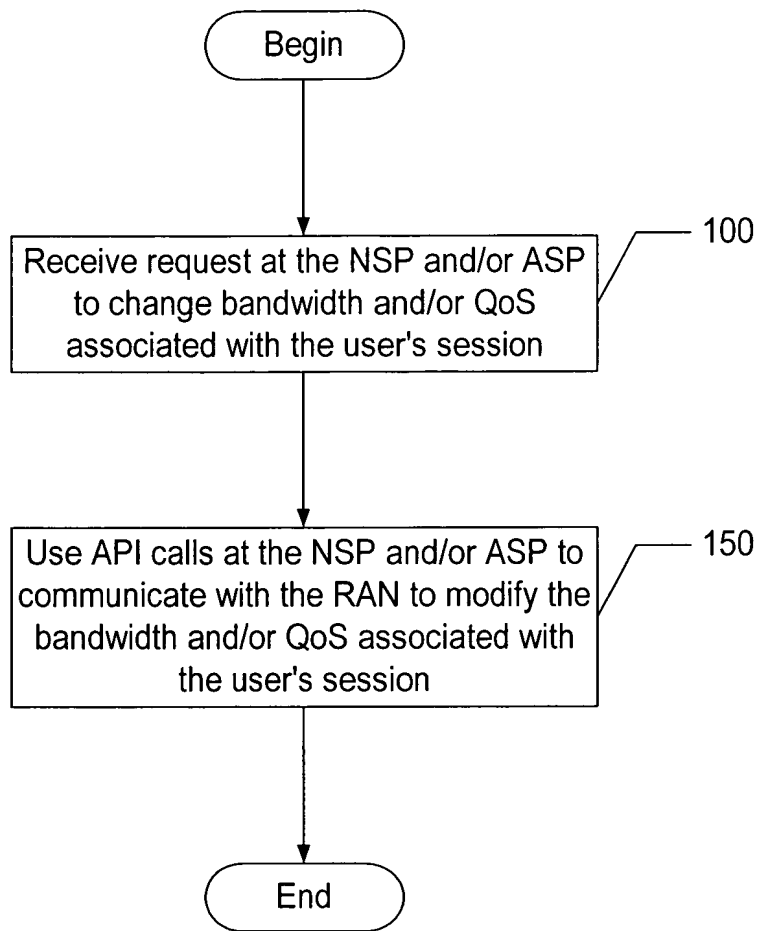 Begin
Receive request at the NSP and/or ASP
to change bandwidth and/or QoS
associated with the user's session
100
Use API calls at the NSP and/or ASP to
communicate with the RAN to modify the
bandwidth and/or QoS associated with
the user's session
150
End